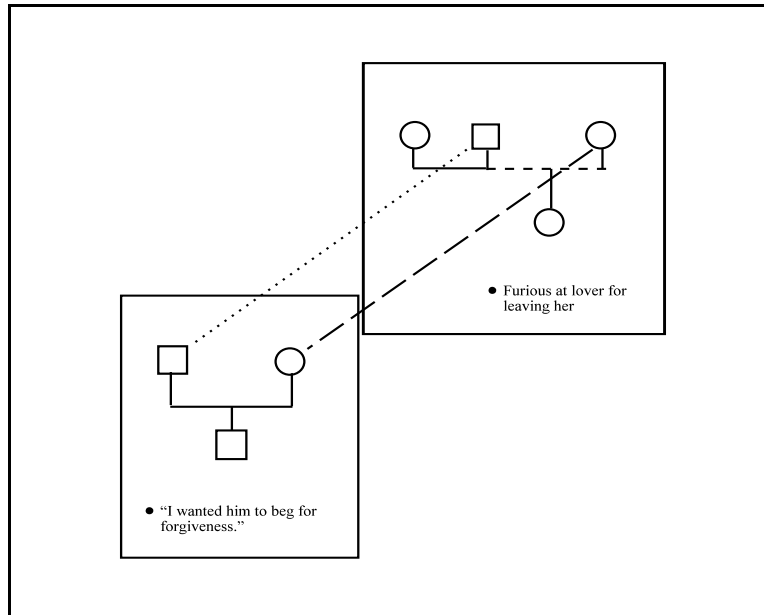 ● Furious at lover for
leaving her
● “I wanted him to beg for
forgiveness.”